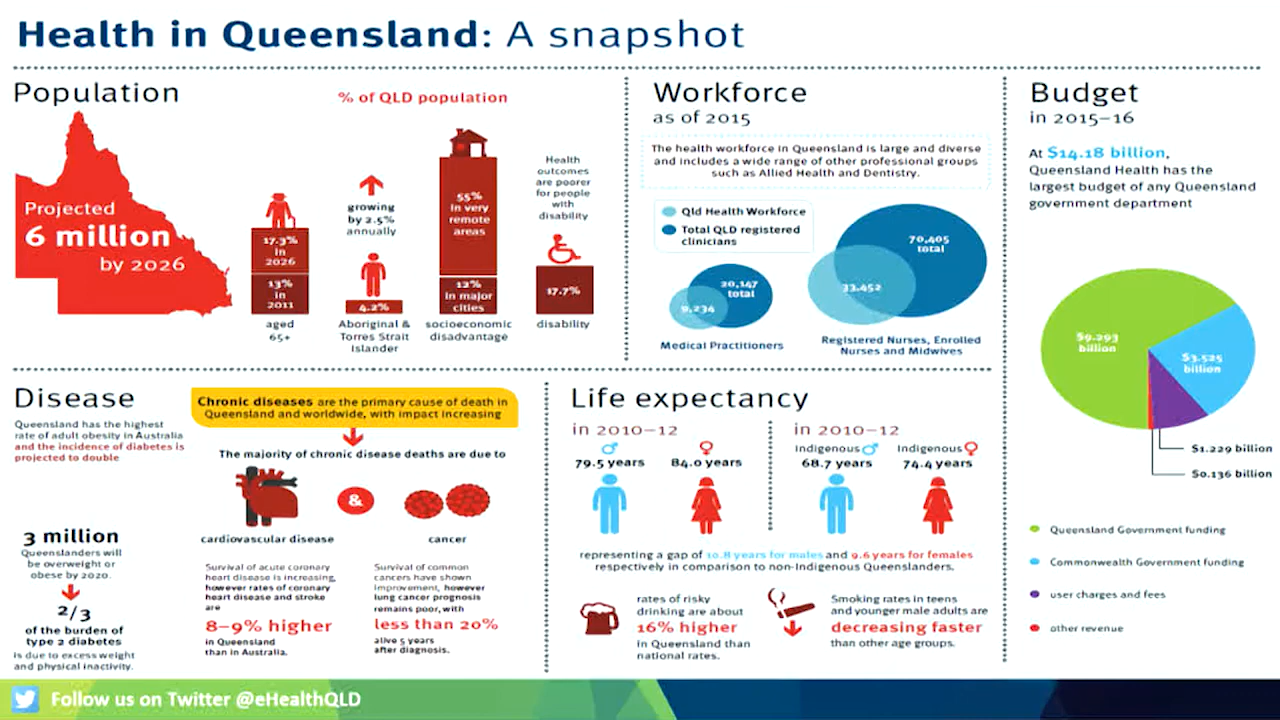 Health in Queensland: A snapshot
Population
% of QLD population
Projected
6 million
by 2026
17.3%
in
2026
13%
in
2011
aged
65+
growing
by 2.5%
annually
4.2%
Aboriginal &
Torres Strait
Islander
55%
in very
remote
areas
12%
in major
cities
socioeconomic
disadvantage
Health
outcomes
are poorer
for people
with
disability
17.7%
disability
Workforce
as of 2015
The health workforce in Queensland is large and diverse
and includes a wide range of other professional groups
such as Allied Health and Dentistry.
Qld Health Workforce
Total QLD registered
clinicians
20,147
total
9,234
Medical Practitioners
70,405
total
33,452
Registered Nurses, Enrolled
Nurses and Midwives
Budget
in 2015–16
At $14.18 billion,
Queensland Health has the
largest budget of any Queensland
government department
$9.293
billion
$3.525
billion
$1.229 billion
$0.136 billion
Queensland Government funding
Commonwealth Government funding
user charges and fees
other revenue
Disease
Queensland has the highest
rate of adult obesity in Australia
and the incidence of diabetes is
projected to double
3 million
Queenslanders will
be overweight or
obese by 2020.
2/3
of the burden of
type 2 diabetes
is due to excess weight
and physical inactivity.
Chronic diseases are the primary cause of death in
Queensland and worldwide, with impact increasing
The majority of chronic disease deaths are due to
&
cardiovascular disease
cancer
Survival of acute coronary
heart disease is increasing,
however rates of coronary
heart disease and stroke
are
8–9% higher
in Queensland
than in Australia.
Survival of common
cancers have shown
improvement, however
lung cancer prognosis
remains poor, with
less than 20%
alive 5 years
after diagnosis.
Life expectancy
in 2010–12
79.5 years
84.0 years
in 2010–12
Indigenous
68.7 years
Indigenous
74.4 years
representing a gap of 10.8 years for males and 9.6 years for females
respectively in comparison to non-Indigenous Queenslanders.
rates of risky
drinking are about
16% higher
in Queensland than
national rates.
Smoking rates in teens
and younger male adults are
decreasing faster
than other age groups.
Follow us on Twitter @eHealthQLD